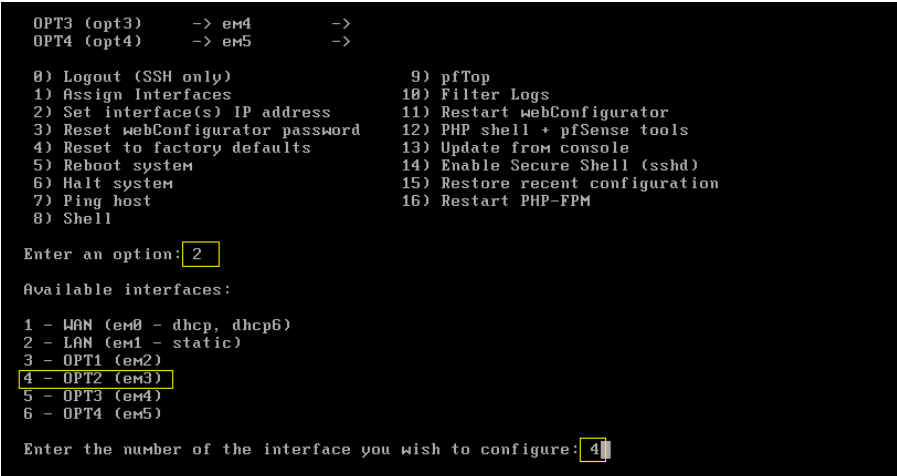 OPT3 (opt3) -> em4 ->
OPT4 (opt4) -> em5 ->
0) Logout (SSH only) 9) pfTop
1) Assign Interfaces 10) Filter Logs
2) Set interface(s) IP address 11) Restart webConfigurator
3) Reset webConfigurator password 12) PHP shell + pfSense tools
4) Reset to factory defaults 13) Update from console
5) Reboot system 14) Enable Secure Shell (sshd)
6) Halt system 15) Restore recent configuration
7) Ping host 16) Restart PHP-FPM
8) Shell
Enter an option: 2
Available interfaces:
1 - WAN (em0 - dhcp, dhcp6)
2 - LAN (em1 - static)
3 - OPT1 (em2)
4 - OPT2 (em3)
5 - OPT3 (em4)
6 - OPT4 (em5)
Enter the number of the interface you wish to configure: 4